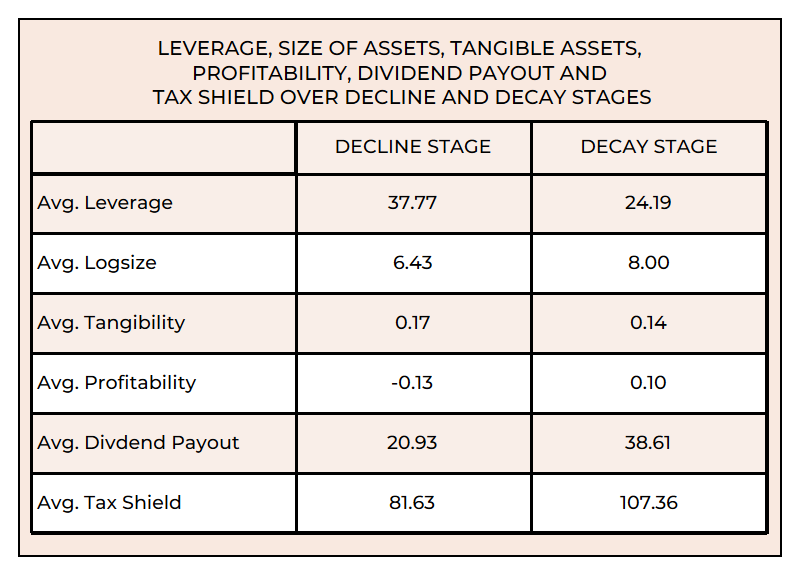 LEVERAGE, SIZE OF ASSETS, TANGIBLE ASSETS,
PROFITABILITY, DIVIDEND PAYOUT AND
TAX SHIELD OVER DECLINE AND DECAY STAGES
DECLINE STAGE DECAY STAGE
Avg. Leverage 37.77 24.19
Avg. Logsize 6.43 8.00
Avg. Tangibility 0.17 0.14
Avg. Profitability -0.13 0.10
Avg. Divdend Payout 20.93 38.61
Avg. Tax Shield 81.63 107.36